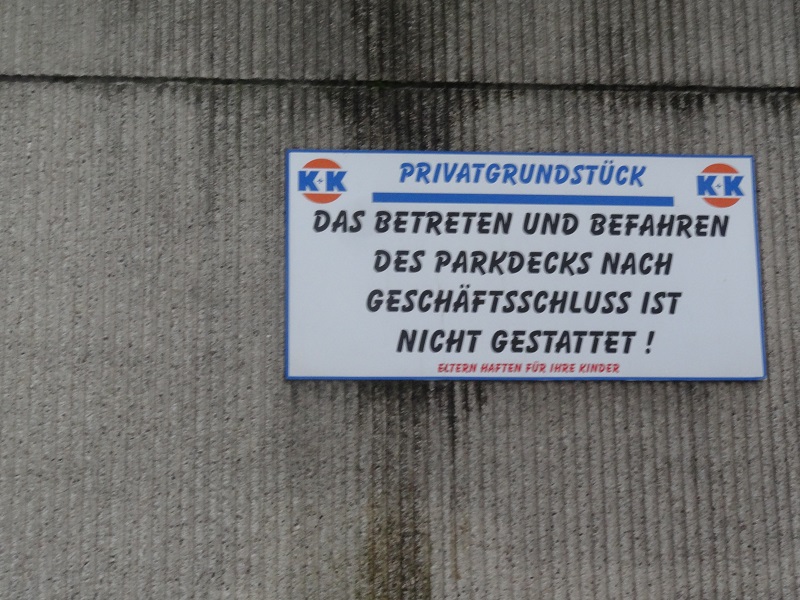 K+K PRIVATGRUNDSTÜCK K+K
DAS BETRETEN UND BEFAHREN
DES PARKDECKS NACH
GESCHÄFTSSCHLUSS IST
NICHT GESTATTET !
ELTERN HAFTEN FÜR IHRE KINDER